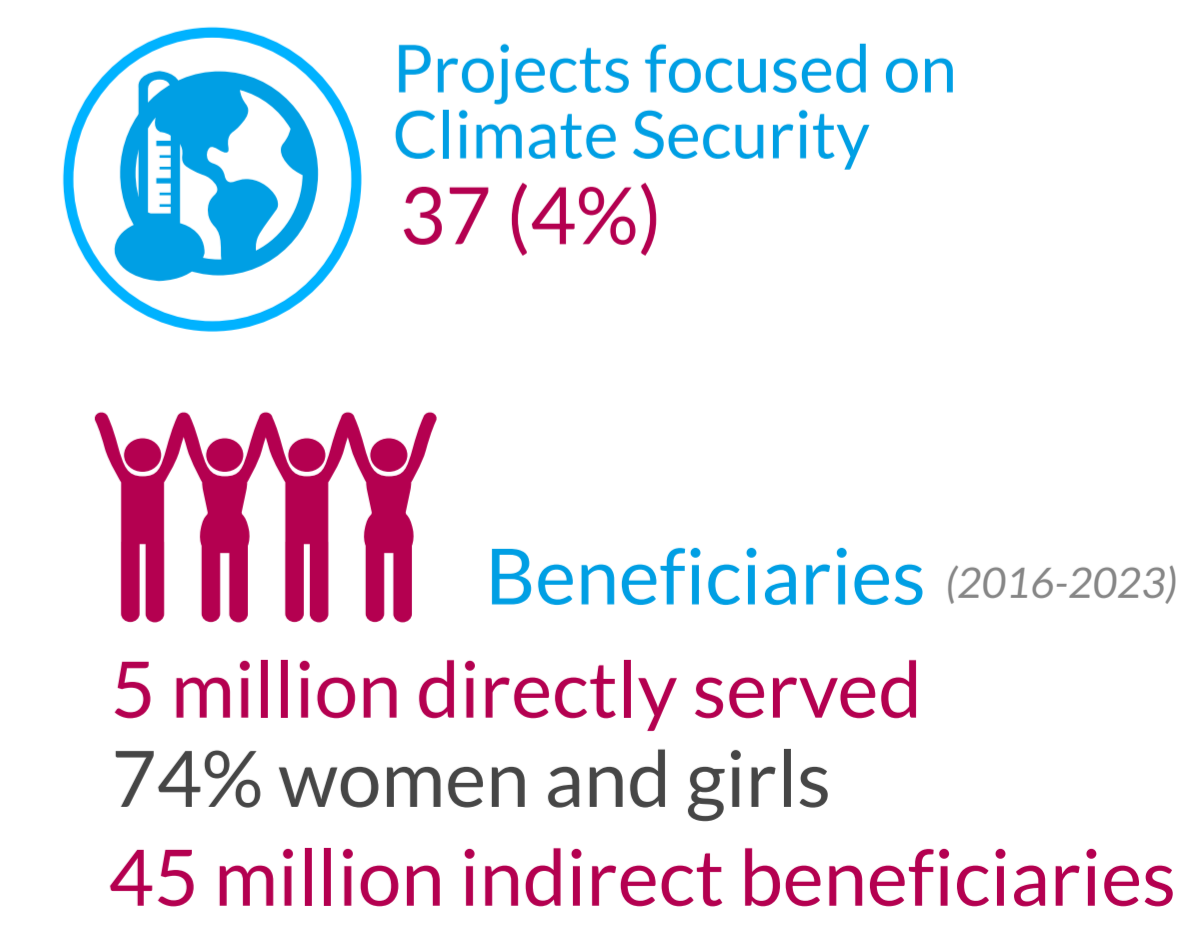 Projects focused on
Climate Security
37 (4%)
Beneficiaries (2016-2023)
5 million directly served
74% women and girls
45 million indirect beneficiaries